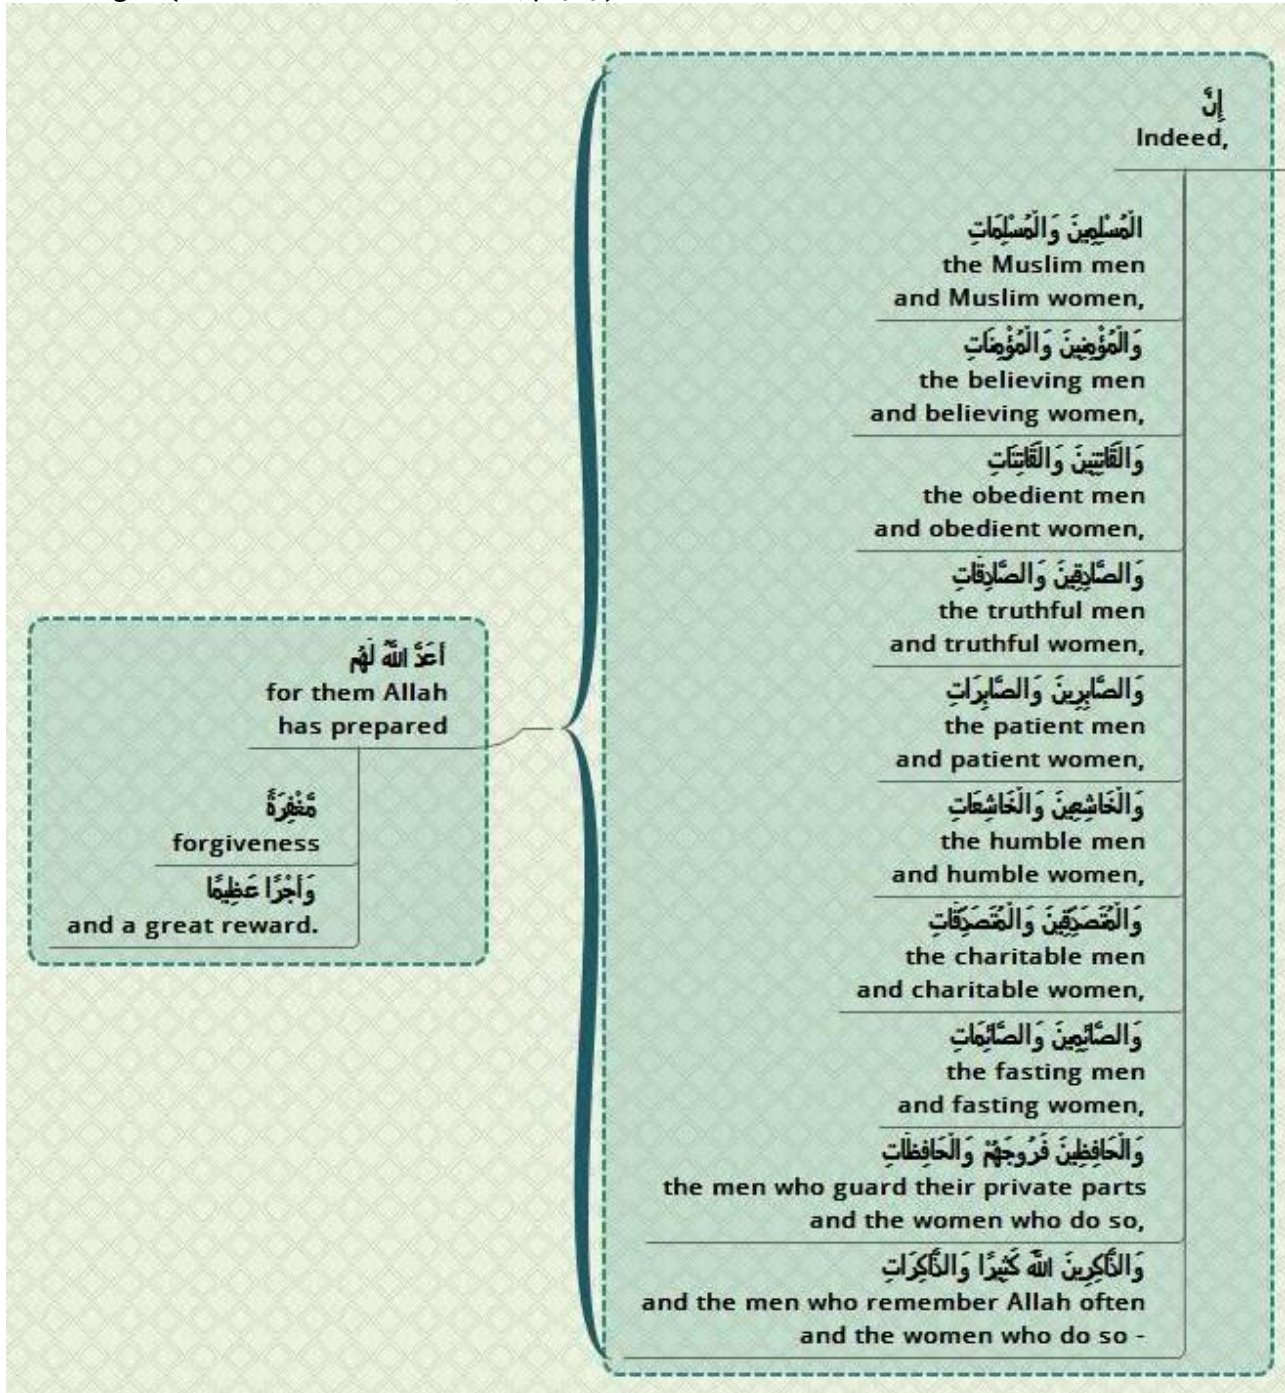 إِنَّ
Indeed,
الْمُسْلِمِينَ وَالْمُسْلِمَاتِ
the Muslim men
and Muslim women,
وَالْمُؤْمِنِينَ وَالْمُؤْمِنَاتِ
the believing men
and believing women,
وَالْقَانِتِينَ وَالْقَانِتَاتِ
the obedient men
and obedient women,
وَالصَّادِقِينَ وَالصَّادِقَاتِ
the truthful men
and truthful women,
وَالصَّابِرِينَ وَالصَّابِرَاتِ
the patient men
and patient women,
وَالْخَاشِعِينَ وَالْخَاشِعَاتِ
the humble men
and humble women,
وَالْمُتَصَدِّقِينَ وَالْمُتَصَدِّقَاتِ
the charitable men
and charitable women,
وَالصَّائِمِينَ وَالصَّائِمَاتِ
the fasting men
and fasting women,
وَالْحَافِظِينَ فُرُوجَهُمْ وَالْحَافِظَاتِ
the men who guard their private parts
and the women who do so,
وَالذَّاكِرِينَ اللَّهَ كَثِيرًا وَالذَّاكِرَاتِ
and the men who remember Allah often
and the women who do so -
أَعَدَّ اللَّهُ لَهُم
for them Allah
has prepared
مَّغْفِرَةً
forgiveness
وَأَجْرًا عَظِيمًا
and a great reward.